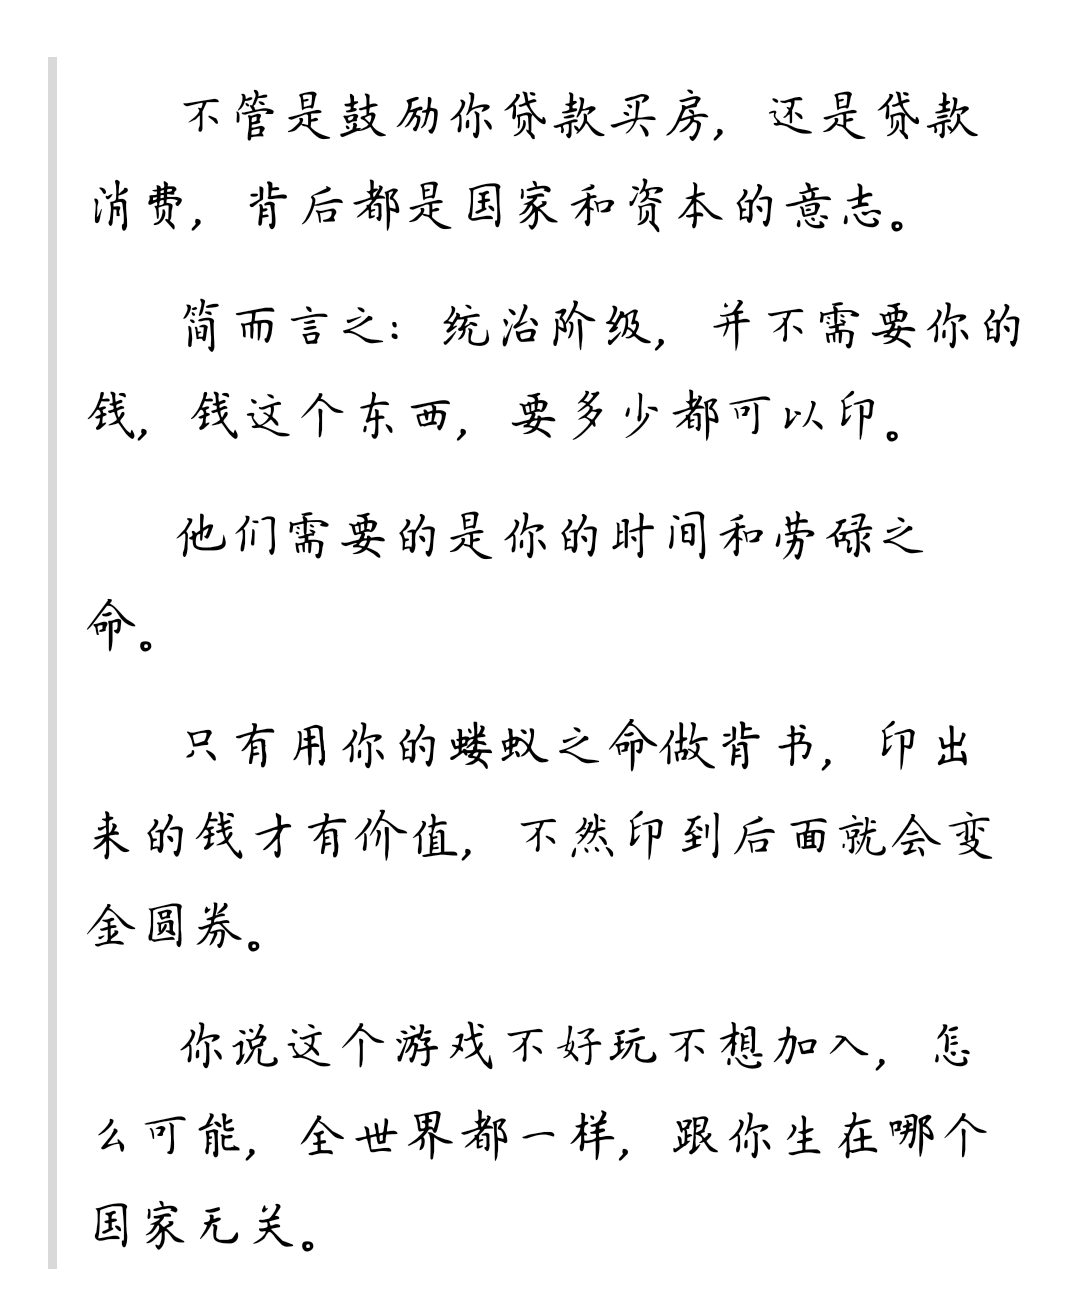 不管是鼓励你贷款买房，还是贷款
消费，背后都是国家和资本的意志。
简而言之：统治阶级，并不需要你的
钱，钱这个东西，要多少都可以印。
他们需要的是你的时间和劳碌之
命。
只有用你的蝼蚁之命做背书，印出
来的钱才有价值，不然印到后面就会变
金圆券。
你说这个游戏不好玩不想加入，怎
么可能，全世界都一样，跟你生在哪个
国家无关。